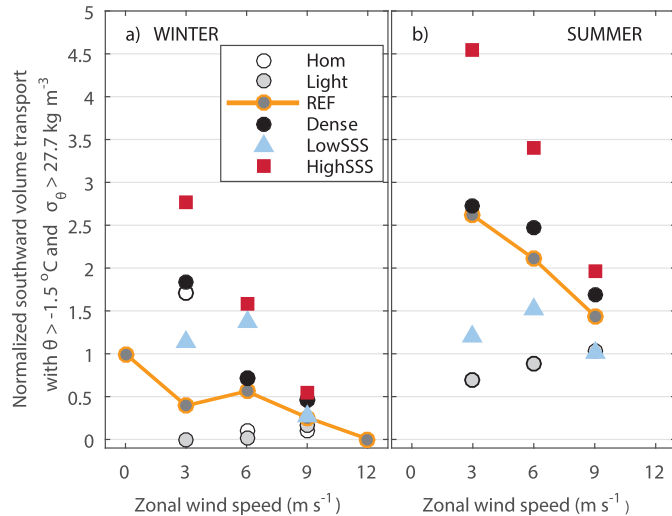 a) WINTER
b) SUMMER
Hom
Light
REF
Dense
LowSSS
HighSSS
Normalized southward volume transport
with θ > -1.5 °C and σθ > 27.7 kg m-3
4.5
4
3.5
3
2.5
2
1.5
1
0.5
0
0 3 6 9 12
0 3 6 9 12
Zonal wind speed (m s-1)
Zonal wind speed (m s-1)